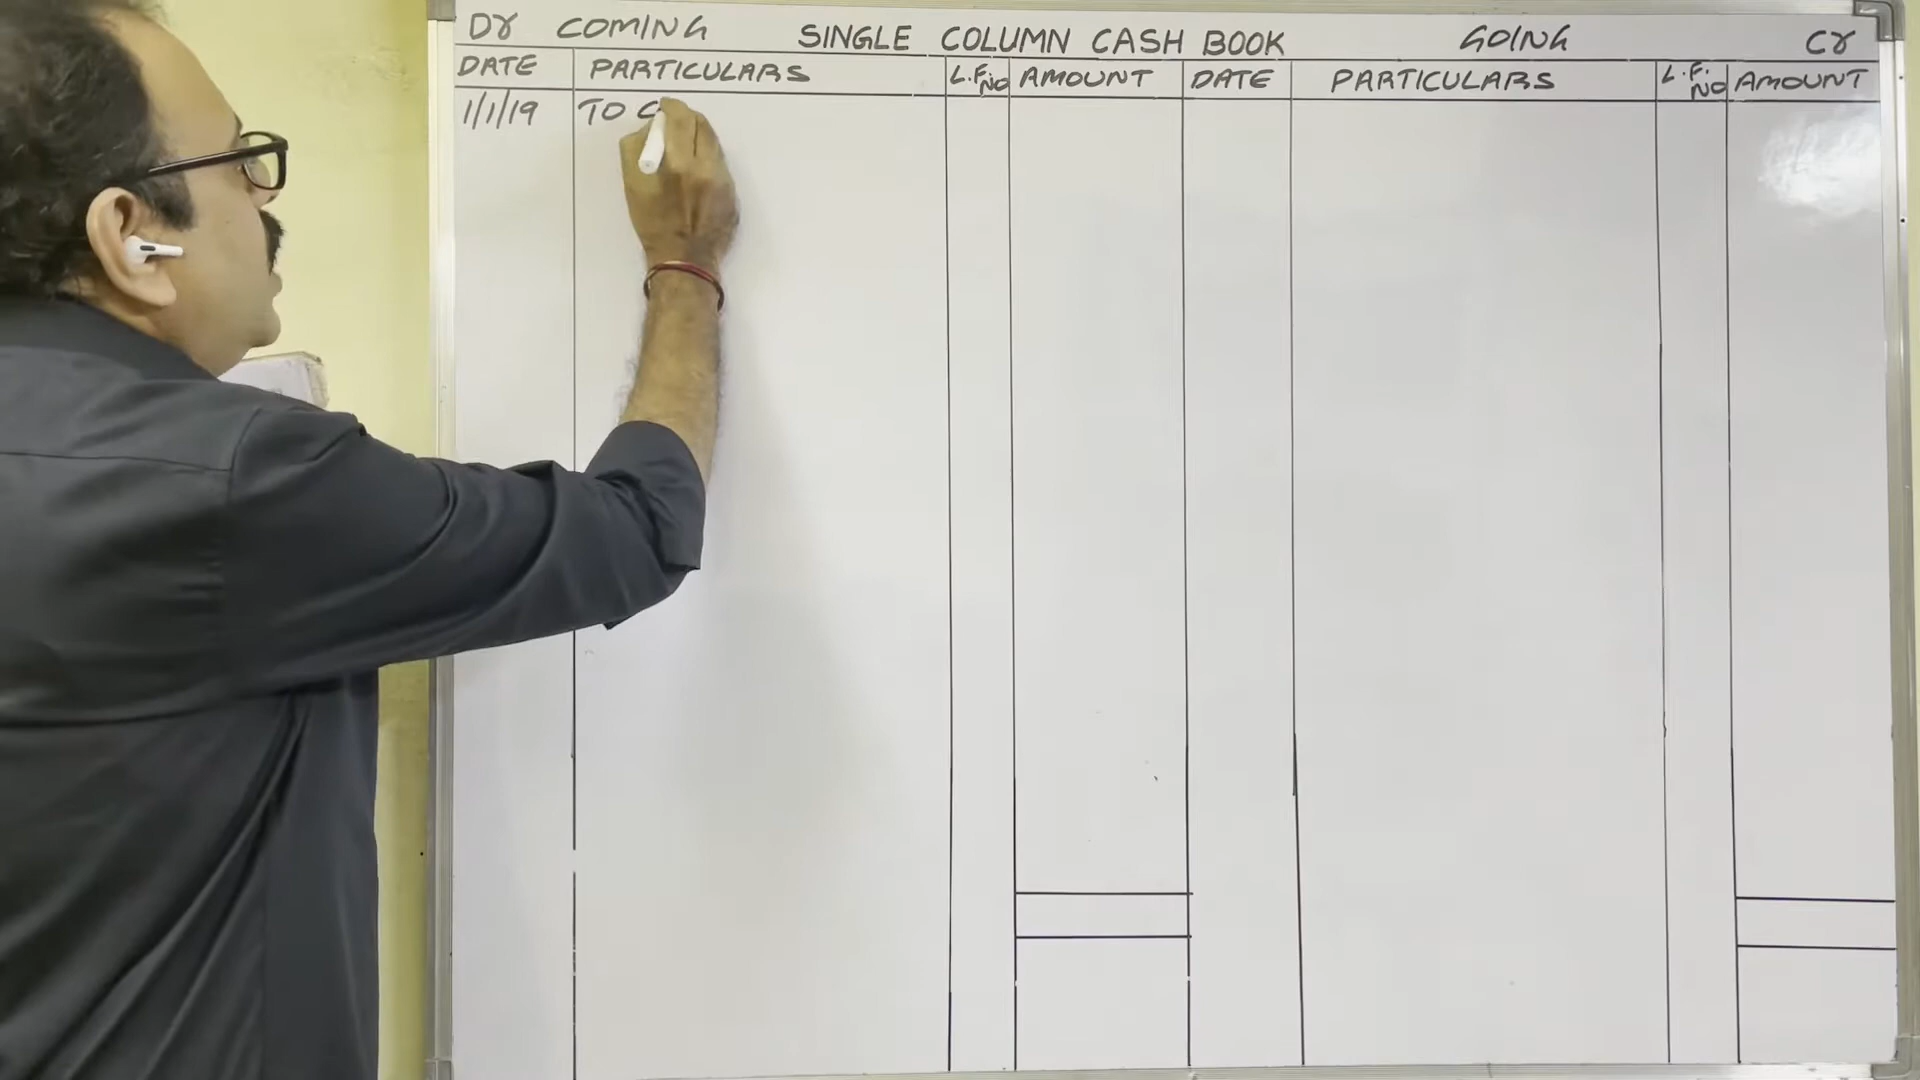 Dr COMING SINGLE COLUMN CASH BOOK GOING Cr
DATE PARTICULARS L.F. No AMOUNT DATE PARTICULARS L.F. NO AMOUNT
1/1/19 TO C